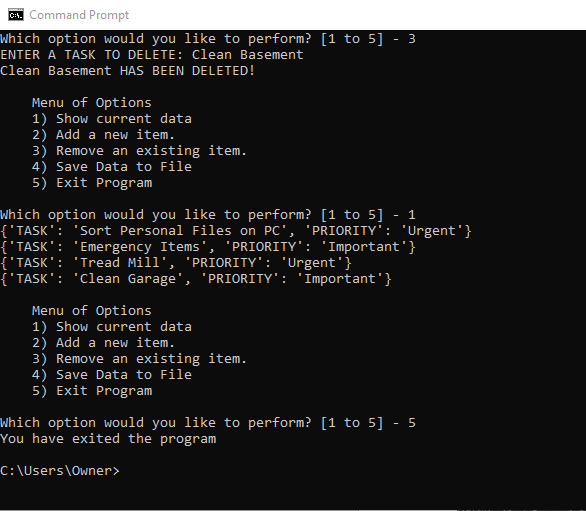 Command Prompt
Which option would you like to perform? [1 to 5] - 3
ENTER A TASK TO DELETE: Clean Basement
Clean Basement HAS BEEN DELETED!
Menu of Options
1) Show current data
2) Add a new item.
3) Remove an existing item.
4) Save Data to File
5) Exit Program
Which option would you like to perform? [1 to 5] - 1
{'TASK': 'Sort Personal Files on PC', 'PRIORITY': 'Urgent'}
{'TASK': 'Emergency Items', 'PRIORITY': 'Important'}
{'TASK': 'Tread Mill', 'PRIORITY': 'Urgent'}
{'TASK': 'Clean Garage', 'PRIORITY': 'Important'}
Menu of Options
1) Show current data
2) Add a new item.
3) Remove an existing item.
4) Save Data to File
5) Exit Program
Which option would you like to perform? [1 to 5] - 5
You have exited the program
C:\Users\Owner>